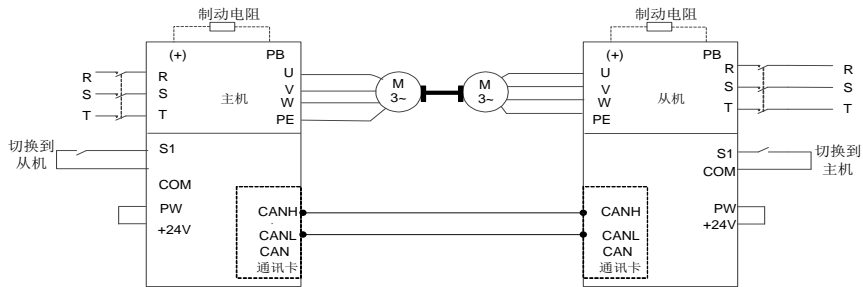 制动电阻
制动电阻
(+)
PB
R
S
T
R
S
T
主机
U
V
W
PE
M
3~
M
3~
(+)
PB
U
V
W
PE
从机
R
S
T
R
S
T
切换到
从机
S1
COM
PW
+24V
CANH
CANL
CAN
通讯卡
CANH
CANL
CAN
通讯卡
S1
COM
PW
+24V
切换到
主机